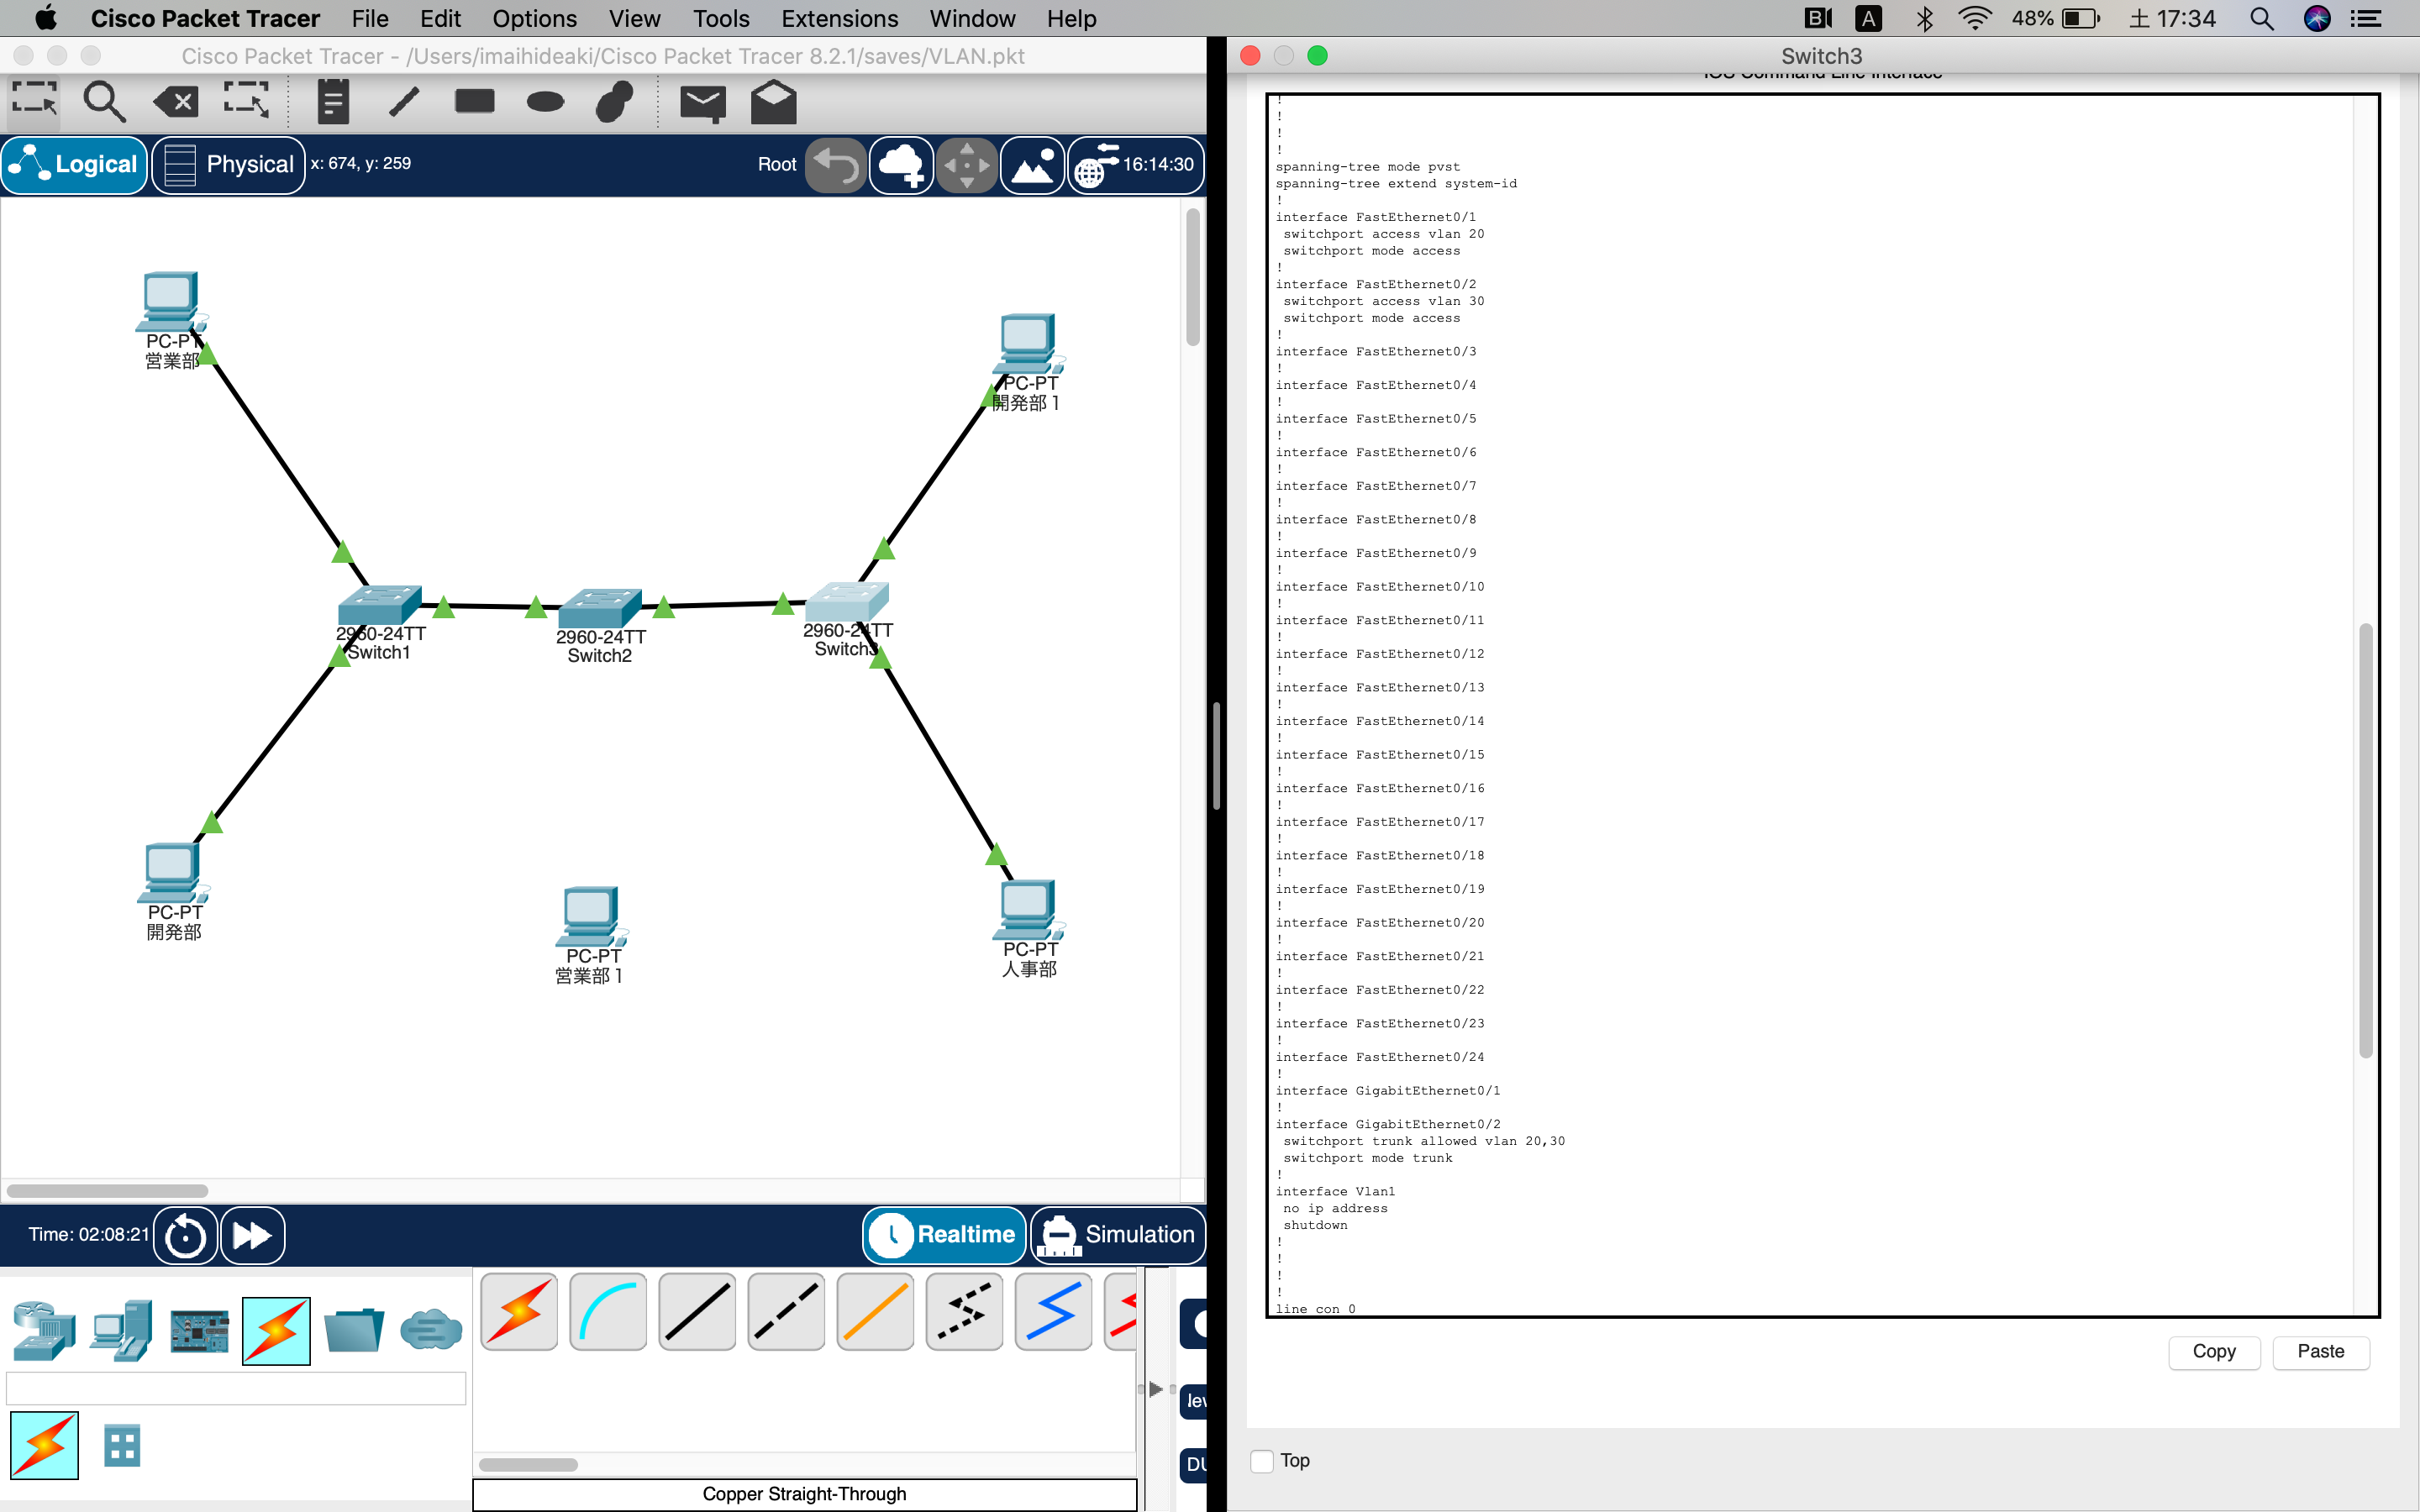 Cisco Packet Tracer File Edit Options View Tools Extensions Window Help A 48% 土 17:34
Cisco Packet Tracer - /Users/imaihideaki/Cisco Packet Tracer 8.2.1/saves/VLAN.pkt
Logical Physical x: 674, y: 259 Root 16:14:30
PC-PT
営業部
PC-PT
開発部 1
2960-24TT
Switch1
2960-24TT
Switch2
2960-24TT
Switch3
PC-PT
開発部
PC-PT
営業部 1
PC-PT
人事部
Time: 02:08:21 Realtime Simulation
Copper Straight-Through
Switch3
IOS Command Line Interface
!
!
!
!
spanning-tree mode pvst
spanning-tree extend system-id
!
interface FastEthernet0/1
switchport access vlan 20
switchport mode access
!
interface FastEthernet0/2
switchport access vlan 30
switchport mode access
!
interface FastEthernet0/3
!
interface FastEthernet0/4
!
interface FastEthernet0/5
!
interface FastEthernet0/6
!
interface FastEthernet0/7
!
interface FastEthernet0/8
!
interface FastEthernet0/9
!
interface FastEthernet0/10
!
interface FastEthernet0/11
!
interface FastEthernet0/12
!
interface FastEthernet0/13
!
interface FastEthernet0/14
!
interface FastEthernet0/15
!
interface FastEthernet0/16
!
interface FastEthernet0/17
!
interface FastEthernet0/18
!
interface FastEthernet0/19
!
interface FastEthernet0/20
!
interface FastEthernet0/21
!
interface FastEthernet0/22
!
interface FastEthernet0/23
!
interface FastEthernet0/24
!
interface GigabitEthernet0/1
!
interface GigabitEthernet0/2
switchport trunk allowed vlan 20,30
switchport mode trunk
!
interface Vlan1
no ip address
shutdown
!
!
!
!
line con 0
Copy Paste
Top